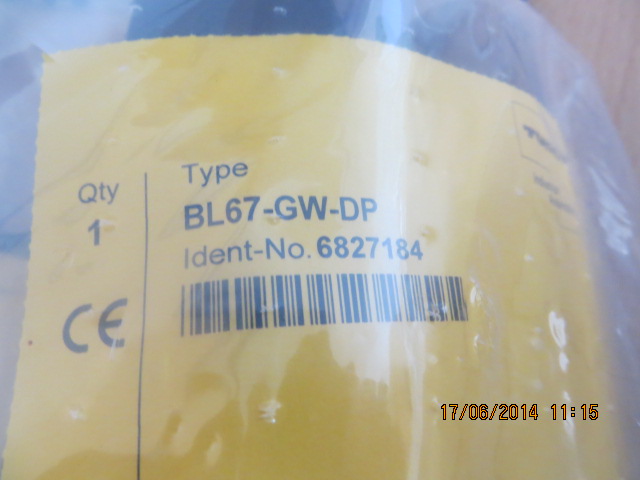 Qty
1
Type
BL67-GW-DP
Ident-No. 6827184
CE
17/06/2014 11:15